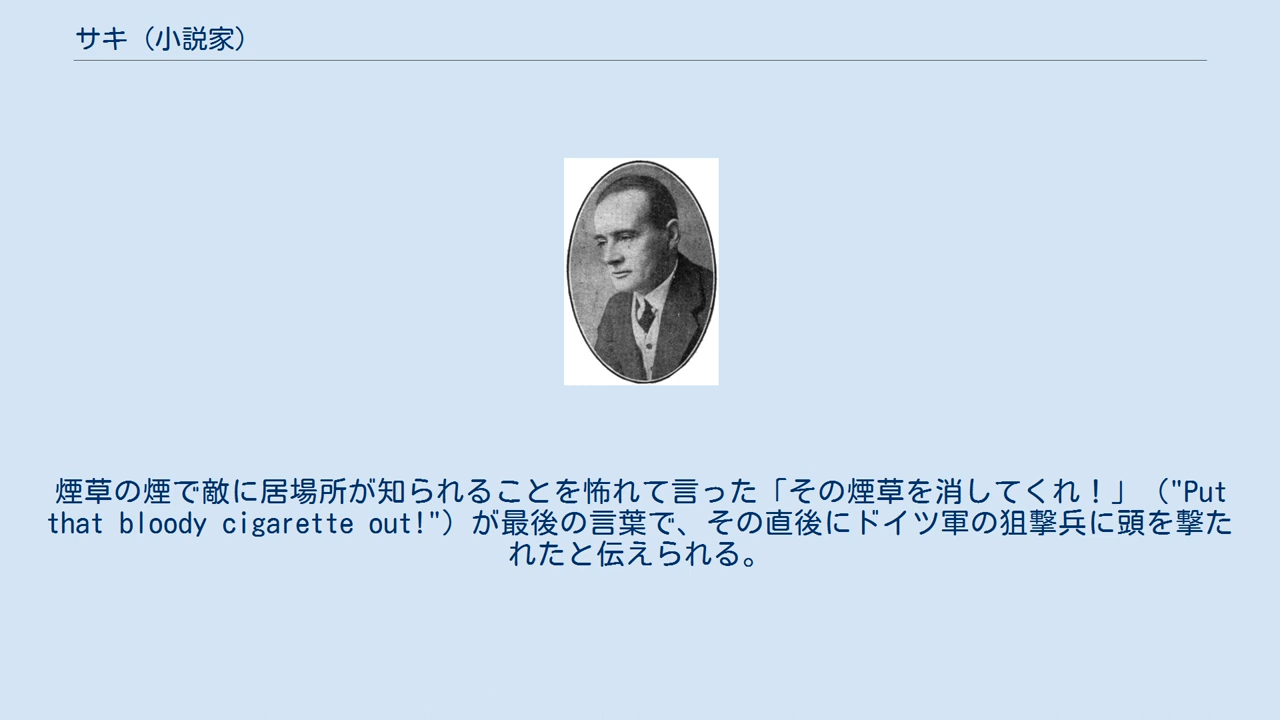 サキ（小説家）
煙草の煙で敵に居場所が知られることを怖れて言った「その煙草を消してくれ！」（"Put
that bloody cigarette out!"）が最後の言葉で、その直後にドイツ軍の狙撃兵に頭を撃た
れたと伝えられる。